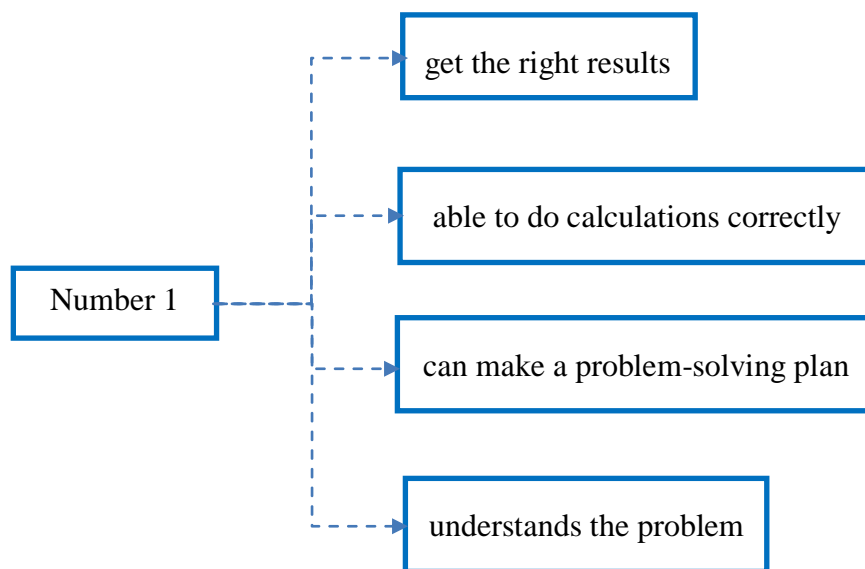 get the right results
able to do calculations correctly
Number 1
can make a problem-solving plan
understands the problem